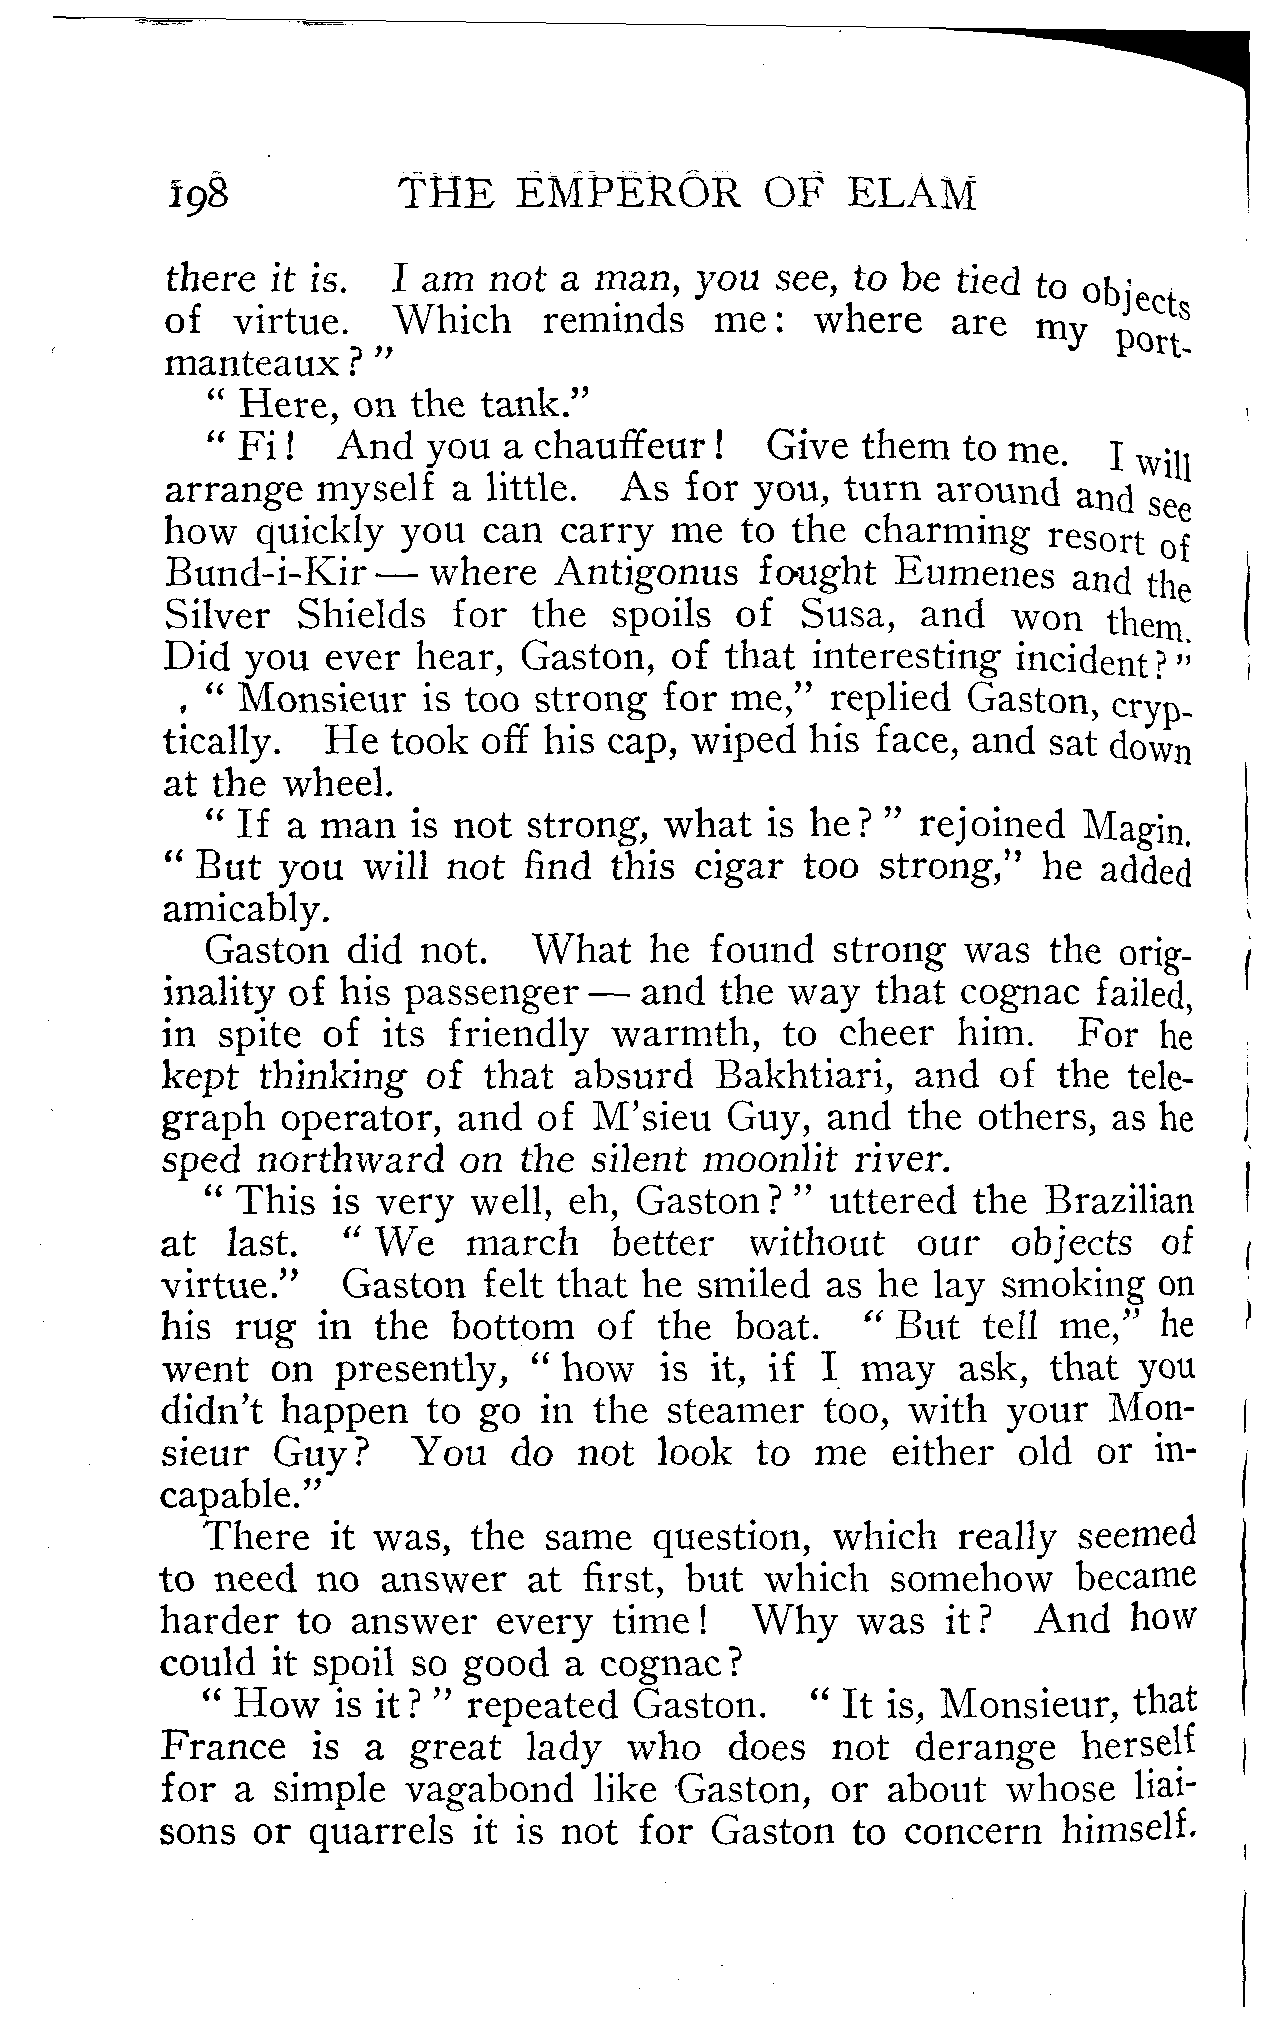 198 THE EMPEROR OF ELAM
there it is. I am not a man, you see, to be tied to objects
of virtue. Which reminds me: where are my port-
manteaux?"
"Here, on the tank."
"Fi! And you a chauffeur! Give them to me. I will
arrange myself a little. As for you, turn around and see
how quickly you can carry me to the charming resort of
Bund-i-Kir — where Antigonus fought Eumenes and the
Silver Shields for the spoils of Susa, and won them.
Did you ever hear, Gaston, of that interesting incident?"
"Monsieur is too strong for me," replied Gaston, cryp-
tically. He took off his cap, wiped his face, and sat down
at the wheel.
"If a man is not strong, what is he?" rejoined Magin.
"But you will not find this cigar too strong," he added
amicably.
Gaston did not. What he found strong was the orig-
inality of his passenger — and the way that cognac failed,
in spite of its friendly warmth, to cheer him. For he
kept thinking of that absurd Bakhtiari, and of the tele-
graph operator, and of M'sieu Guy, and the others, as he
sped northward on the silent moonlit river.
"This is very well, eh, Gaston?" uttered the Brazilian
at last. "We march better without our objects of
virtue." Gaston felt that he smiled as he lay smoking on
his rug in the bottom of the boat. "But tell me," he
went on presently, "how is it, if I may ask, that you
didn't happen to go in the steamer too, with your Mon-
sieur Guy? You do not look to me either old or in-
capable."
There it was, the same question, which really seemed
to need no answer at first, but which somehow became
harder to answer every time! Why was it? And how
could it spoil so good a cognac?
"How is it?" repeated Gaston. "It is, Monsieur, that
France is a great lady who does not derange herself
for a simple vagabond like Gaston, or about whose liai-
sons or quarrels it is not for Gaston to concern himself.